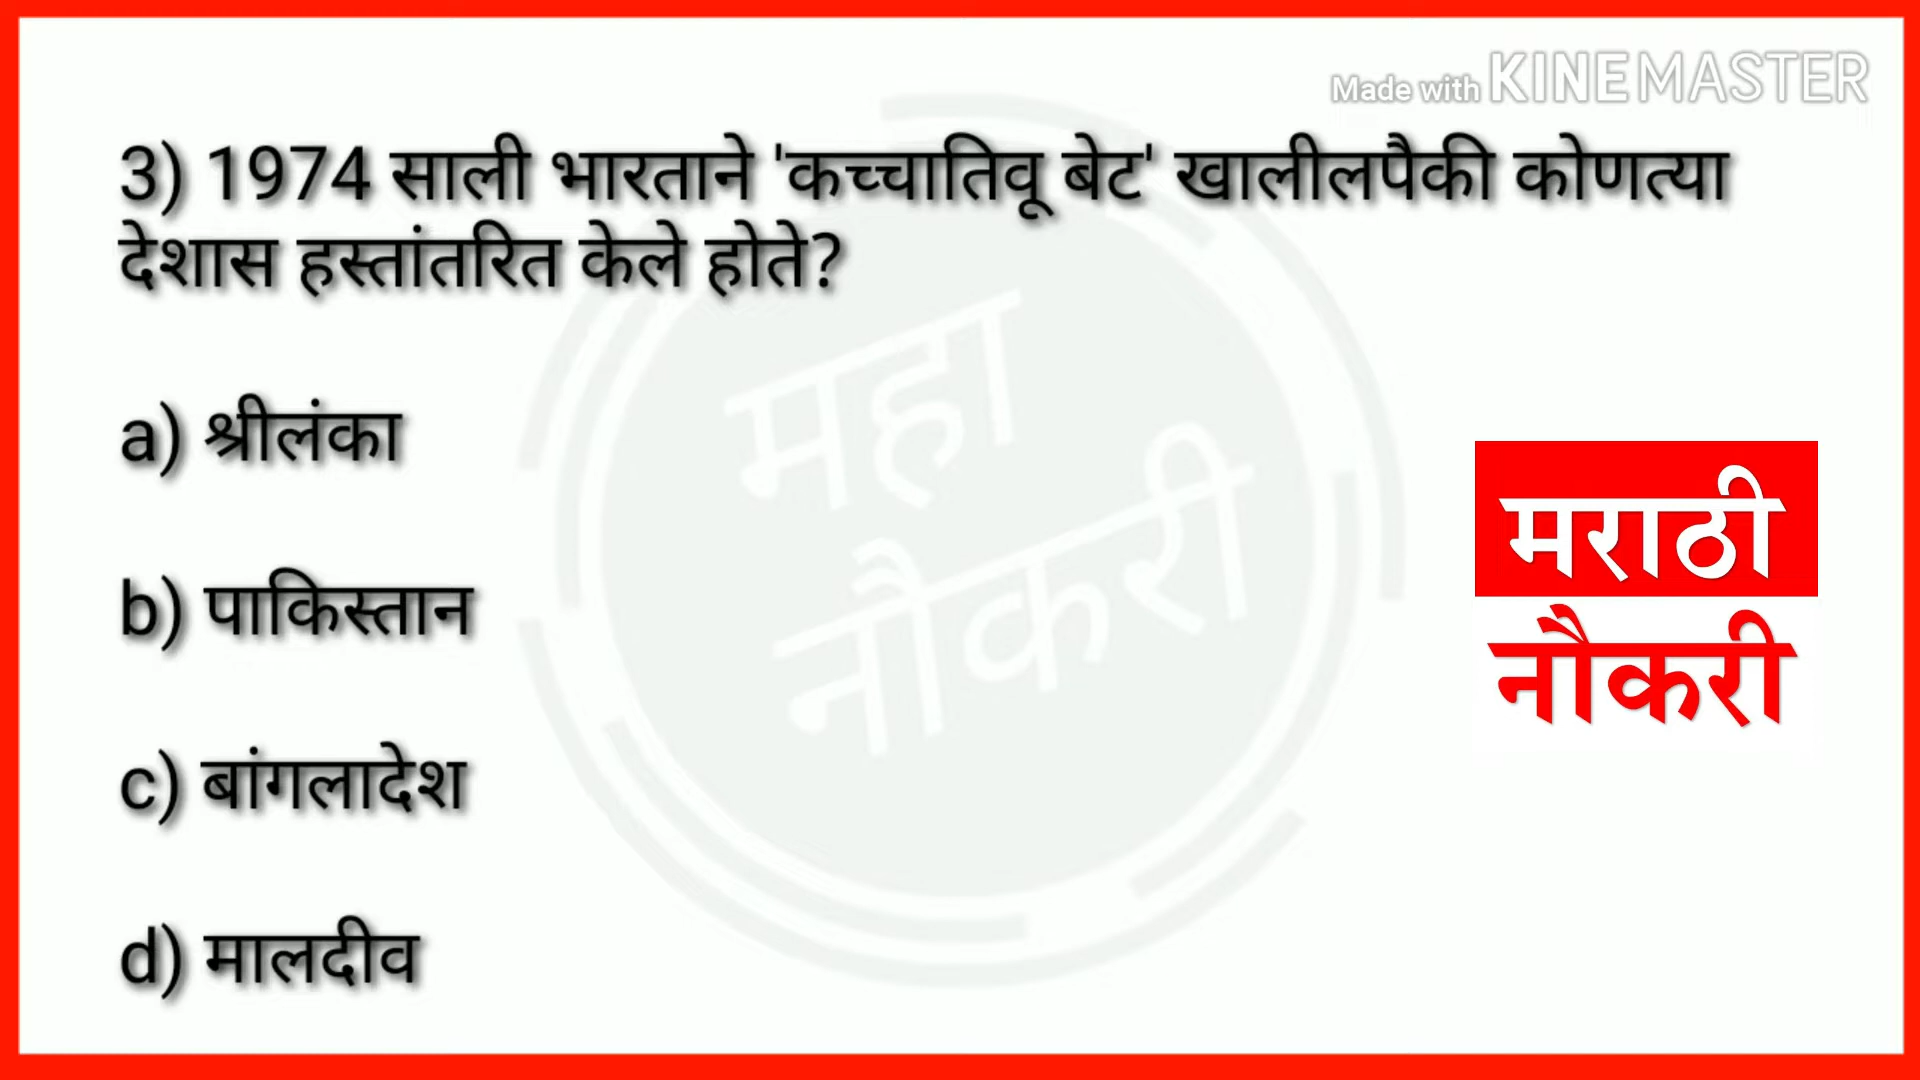 Made with KINEMASTER
3) 1974 साली भारताने 'कच्चातिवू बेट' खालीलपैकी कोणत्या
देशास हस्तांतरित केले होते?
a) श्रीलंका
b) पाकिस्तान
c) बांगलादेश
d) मालदीव
महा
नौकरी
मराठी
नौकरी